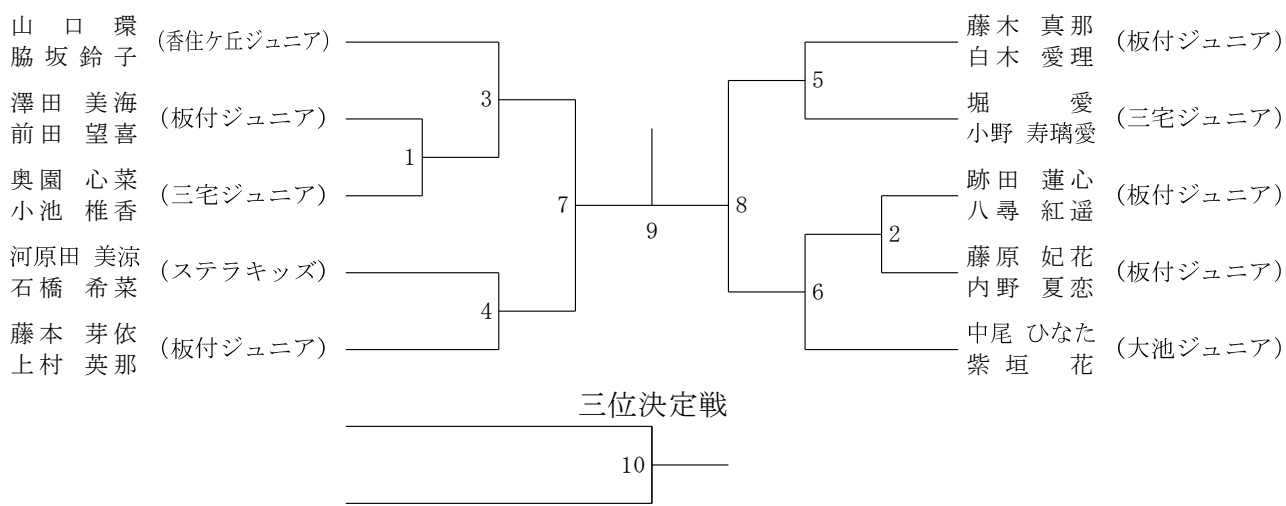 山口環
脇坂鈴子
(香住ケ丘ジュニア)
澤田 美海
前田 望喜
(板付ジュニア)
奥園 心菜
小池 椎香
(三宅ジュニア)
河原田 美涼
石橋 希菜
(ステラキッズ)
藤本 芽依
上村 英那
(板付ジュニア)
3
1
7
4
9
8
5
2
6
藤木 真那
白木 愛理
(板付ジュニア)
堀 愛
小野 寿璃愛
(三宅ジュニア)
跡田 蓮心
八尋 紅遥
(板付ジュニア)
藤原 妃花
内野 夏恋
(板付ジュニア)
中尾 ひなた
紫垣 花
(大池ジュニア)
三位決定戦
10